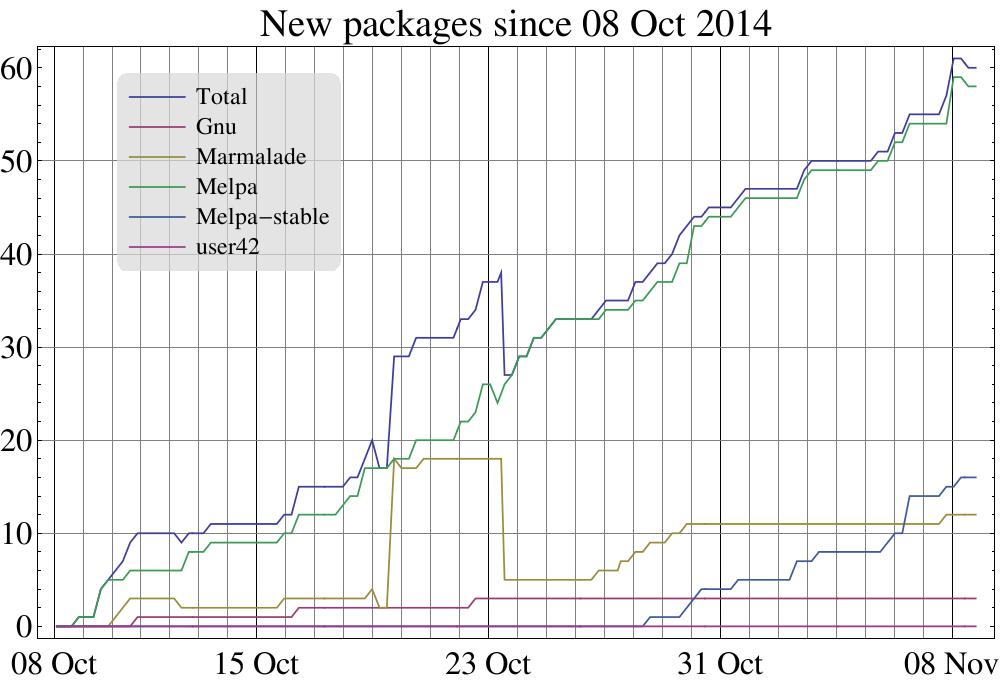 New packages since 08 Oct 2014
60
50
40
30
20
10
0
Total
Gnu
Marmalade
Melpa
Melpa-stable
user42
08 Oct 15 Oct 23 Oct 31 Oct 08 Nov